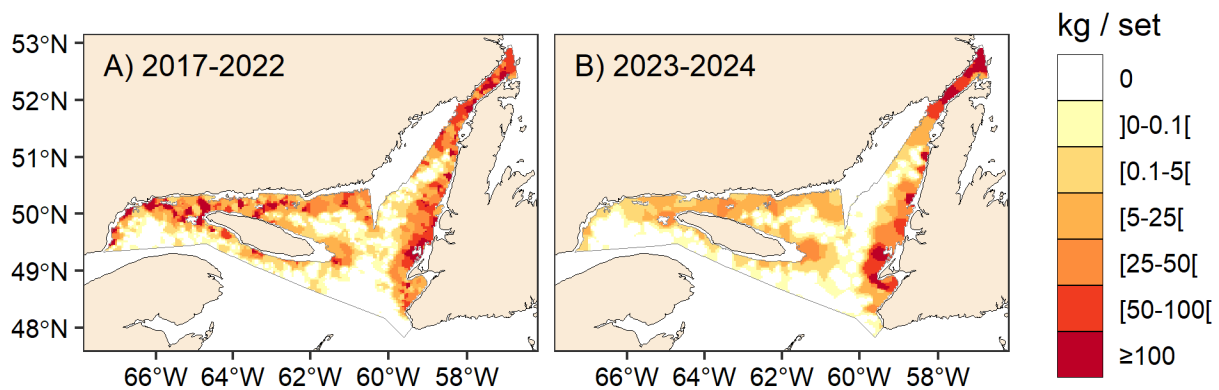 kg / set
53°N
52°N
51°N
50°N
49°N
48°N
A) 2017-2022
B) 2023-2024
0
]0-0.1[
[0.1-5[
[5-25[
[25-50[
[50-100[
≥100
66°W 64°W 62°W 60°W 58°W
66°W 64°W 62°W 60°W 58°W